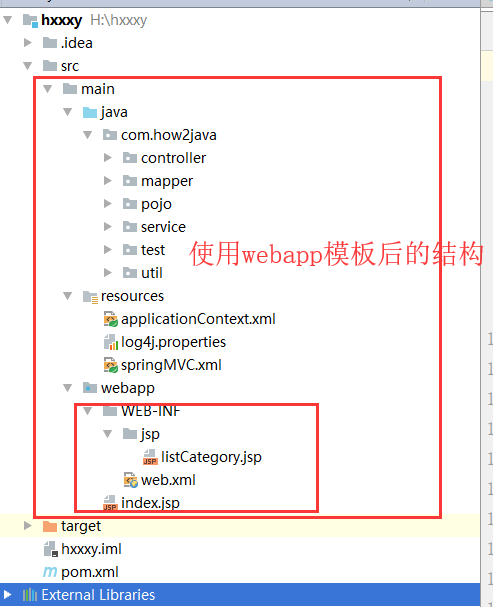 hxxxy H:\hxxxy
.idea
src
main
java
com.how2java
controller
mapper
pojo
service
test
util
使用webapp模板后的结构
resources
applicationContext.xml
log4j.properties
springMVC.xml
webapp
WEB-INF
jsp
JSP listCategory.jsp
web.xml
JSP index.jsp
target
hxxxy.iml
m pom.xml
External Libraries